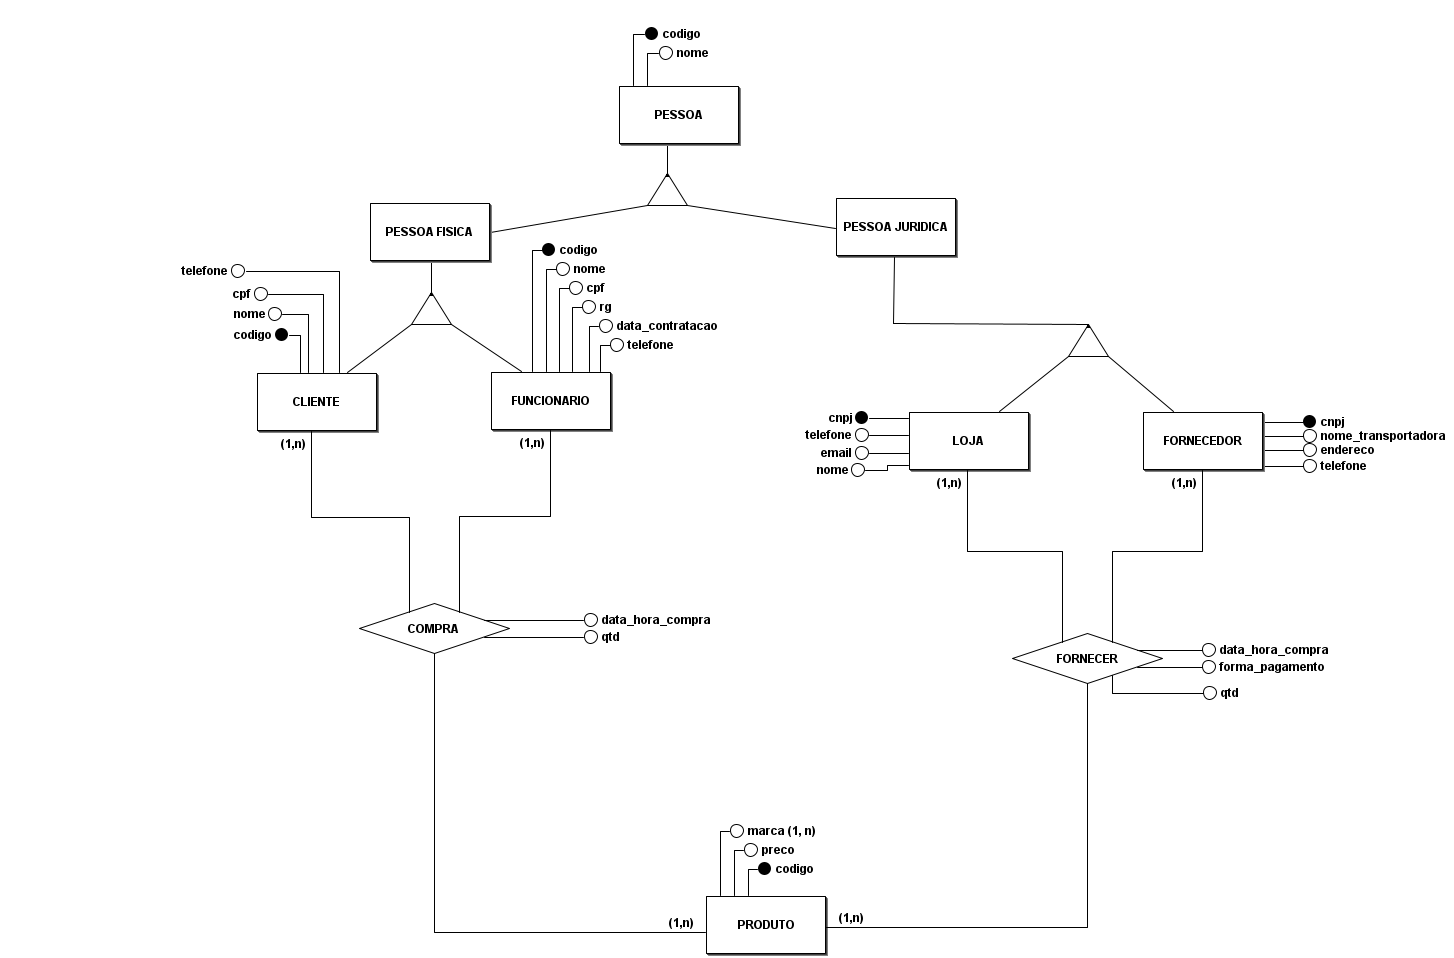 codigo
nome
PESSOA
PESSOA FISICA
PESSOA JURIDICA
telefone
cpf
nome
codigo
codigo
nome
cpf
rg
data_contratacao
telefone
CLIENTE
FUNCIONARIO
(1,n)
(1,n)
cnpj
telefone
email
nome
LOJA
FORNECEDOR
cnpj
nome_transportadora
endereco
telefone
(1,n)
(1,n)
COMPRA
data_hora_compra
qtd
FORNECER
data_hora_compra
forma_pagamento
qtd
marca (1, n)
preco
codigo
(1,n)
PRODUTO
(1,n)